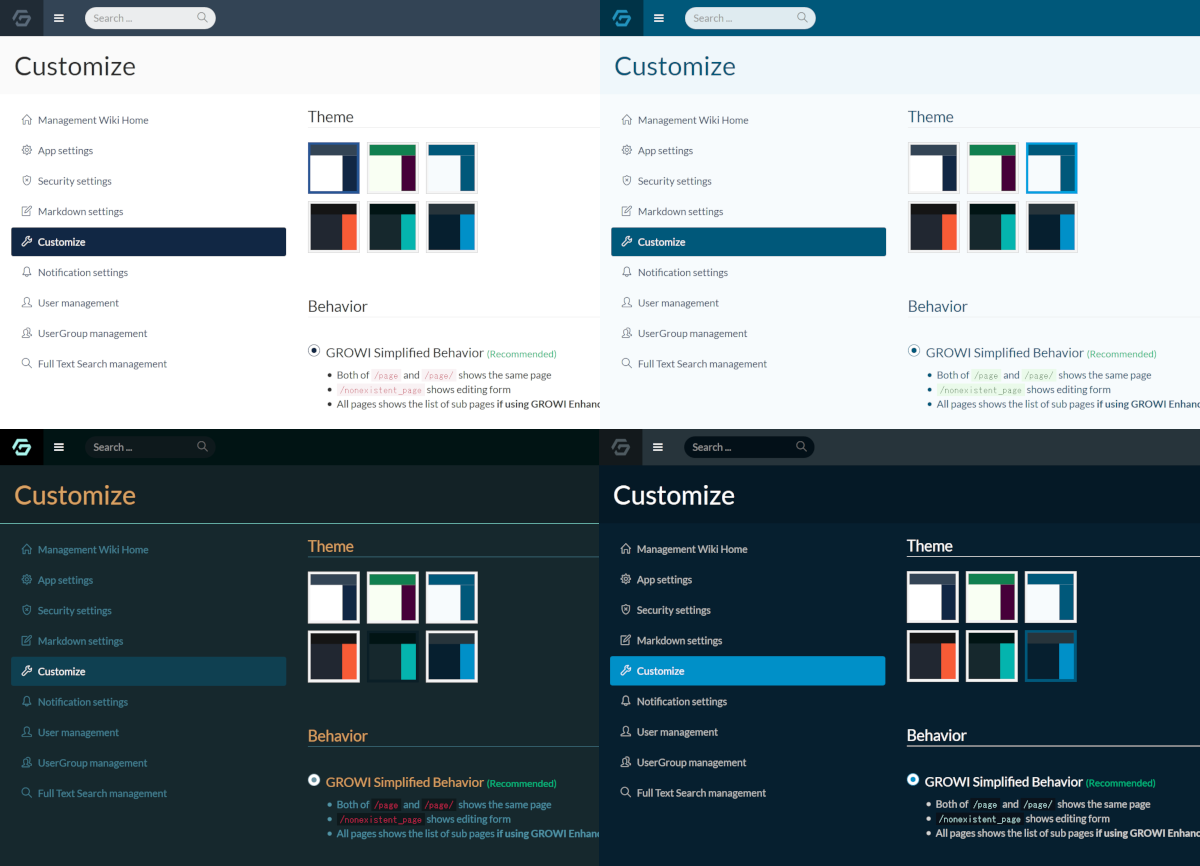 Search ...
Customize
Management Wiki Home
App settings
Security settings
Markdown settings
Customize
Notification settings
User management
UserGroup management
Full Text Search management
Theme
Behavior
GROWI Simplified Behavior (Recommended)
Both of /page and /page/ shows the same page
/nonexistent_page shows editing form
All pages shows the list of sub pages if using GROWI Enhanc
Search ...
Customize
Management Wiki Home
App settings
Security settings
Markdown settings
Customize
Notification settings
User management
UserGroup management
Full Text Search management
Theme
Behavior
GROWI Simplified Behavior (Recommended)
Both of /page and /page/ shows the same page
/nonexistent_page shows editing form
All pages shows the list of sub pages if using GROWI Enhanc
Search ...
Customize
Management Wiki Home
App settings
Security settings
Markdown settings
Customize
Notification settings
User management
UserGroup management
Full Text Search management
Theme
Behavior
GROWI Simplified Behavior (Recommended)
Both of /page and /page/ shows the same page
/nonexistent_page shows editing form
All pages shows the list of sub pages if using GROWI Enhan
Search ...
Customize
Management Wiki Home
App settings
Security settings
Markdown settings
Customize
Notification settings
User management
UserGroup management
Full Text Search management
Theme
Behavior
GROWI Simplified Behavior (Recommended)
Both of /page and /page/ shows the same page
/nonexistent_page shows editing form
All pages shows the list of sub pages if using GROWI Enhanc